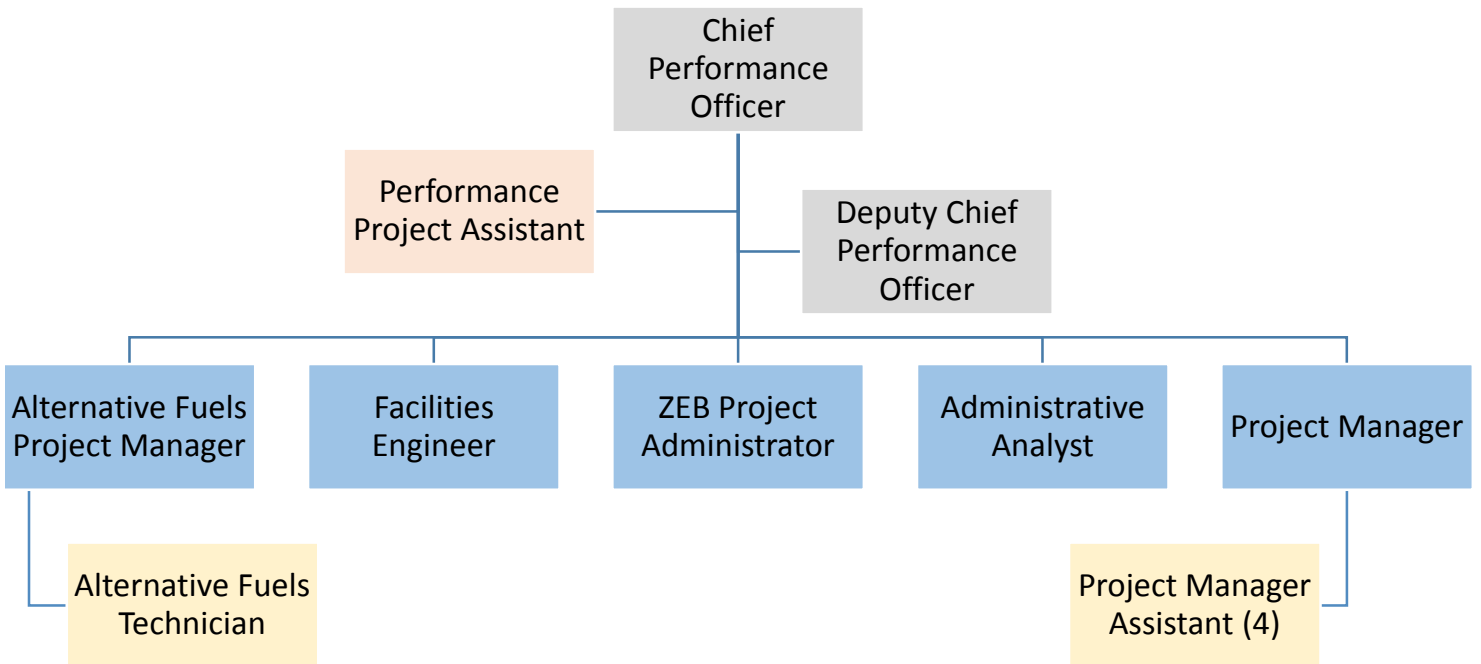 Chief
Performance
Officer
Performance
Project Assistant
Deputy Chief
Performance
Officer
Alternative Fuels
Project Manager
Facilities
Engineer
ZEB Project
Administrator
Administrative
Analyst
Project Manager
Alternative Fuels
Technician
Project Manager
Assistant (4)